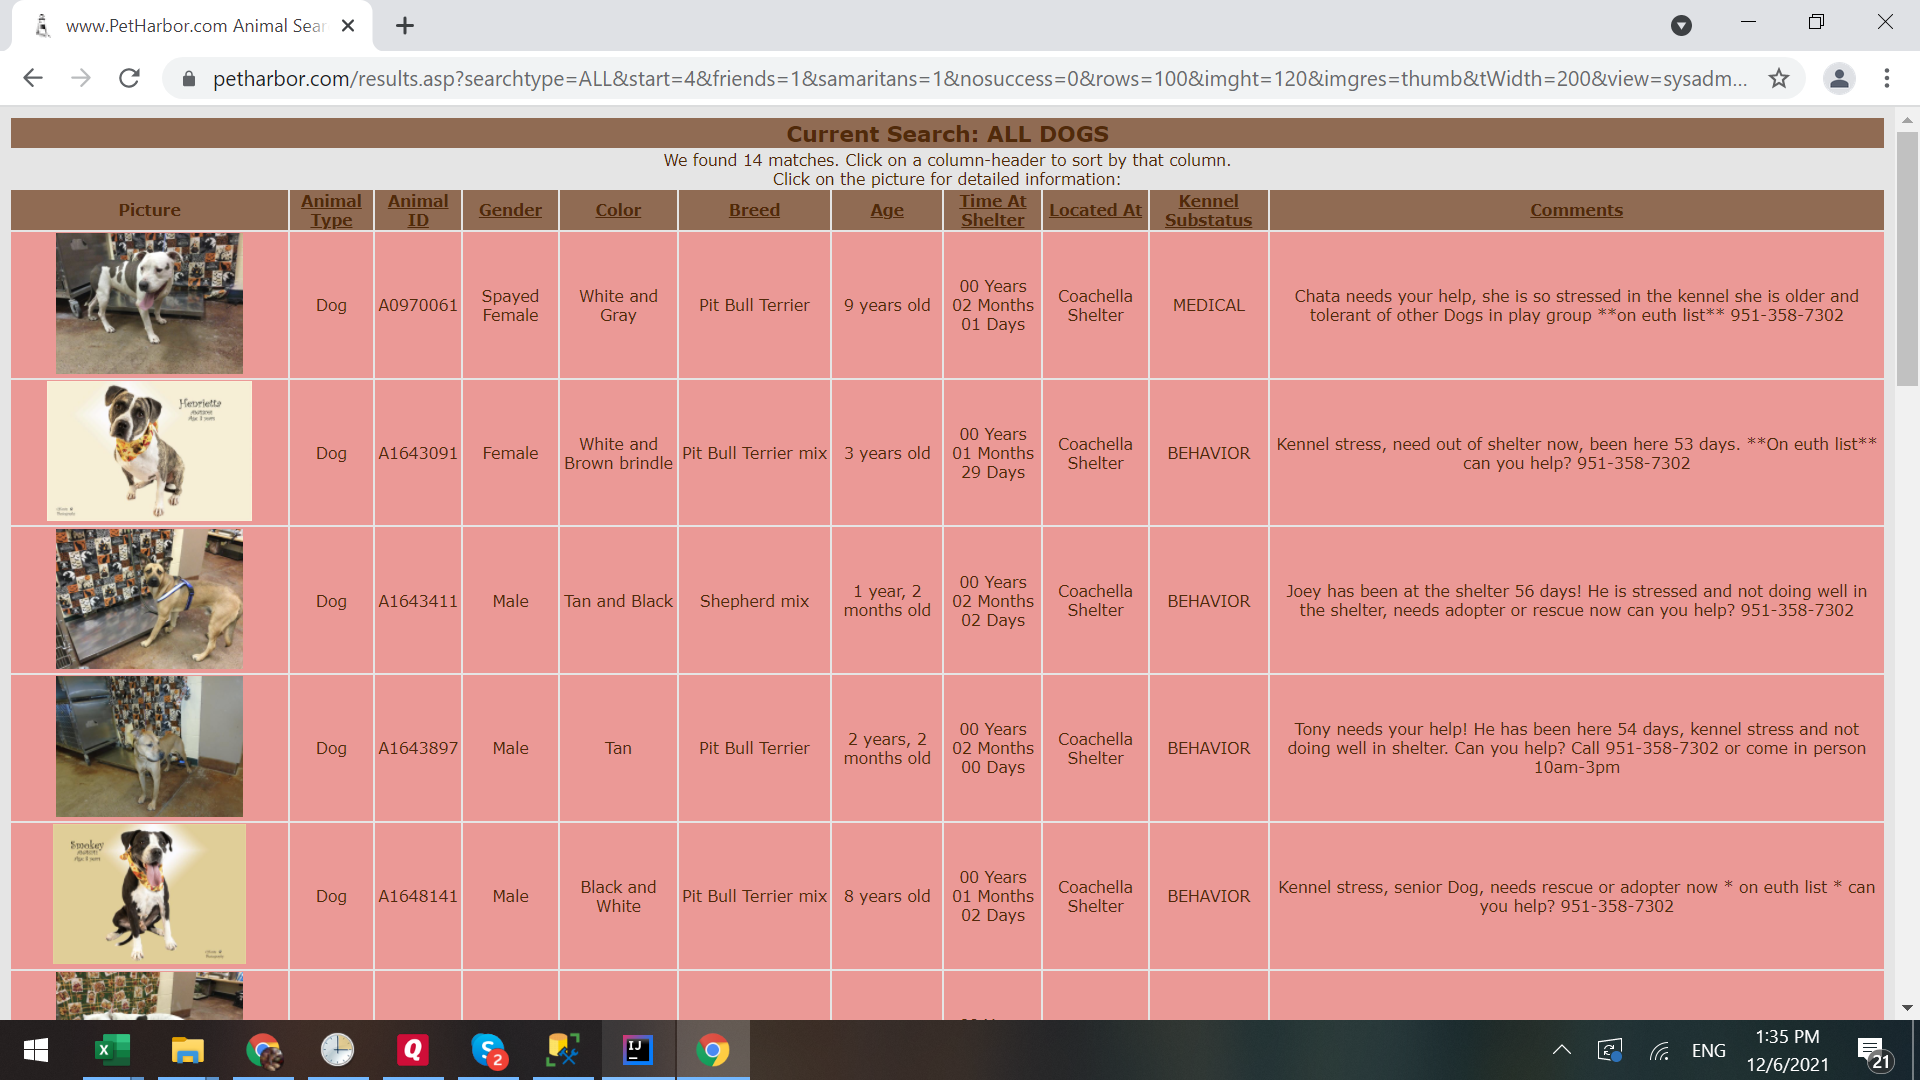 www.PetHarbor.com Animal Sear
petharbor.com/results.asp?searchtype=ALL&start=4&friends=1&samaritans=1&nosuccess=0&rows=100&imght=120&imgres=thumb&tWidth=200&view=sysadm...
Current Search: ALL DOGS
We found 14 matches. Click on a column-header to sort by that column.
Click on the picture for detailed information:
Picture
Animal
Type
Animal
ID
Gender
Color
Breed
Age
Time At
Shelter
Located At
Kennel
Substatus
Comments
Dog
A0970061
Spayed
Female
White and
Gray
Pit Bull Terrier
9 years old
00 Years
02 Months
01 Days
Coachella
Shelter
MEDICAL
Chata needs your help, she is so stressed in the kennel she is older and
tolerant of other Dogs in play group **on euth list** 951-358-7302
Henrietta
Dog
A1643091
Female
White and
Brown brindle
Pit Bull Terrier mix
3 years old
00 Years
01 Months
29 Days
Coachella
Shelter
BEHAVIOR
Kennel stress, need out of shelter now, been here 53 days. **On euth list**
can you help? 951-358-7302
Dog
A1643411
Male
Tan and Black
Shepherd mix
1 year, 2
months old
00 Years
02 Months
02 Days
Coachella
Shelter
BEHAVIOR
Joey has been at the shelter 56 days! He is stressed and not doing well in
the shelter, needs adopter or rescue now can you help? 951-358-7302
Dog
A1643897
Male
Tan
Pit Bull Terrier
2 years, 2
months old
00 Years
02 Months
00 Days
Coachella
Shelter
BEHAVIOR
Tony needs your help! He has been here 54 days, kennel stress and not
doing well in shelter. Can you help? Call 951-358-7302 or come in person
10am-3pm
Smokey
Dog
A1648141
Male
Black and
White
Pit Bull Terrier mix
8 years old
00 Years
01 Months
02 Days
Coachella
Shelter
BEHAVIOR
Kennel stress, senior Dog, needs rescue or adopter now * on euth list * can
you help? 951-358-7302
X
Q
S
2
IJ
ENG
1:35 PM
12/6/2021
21